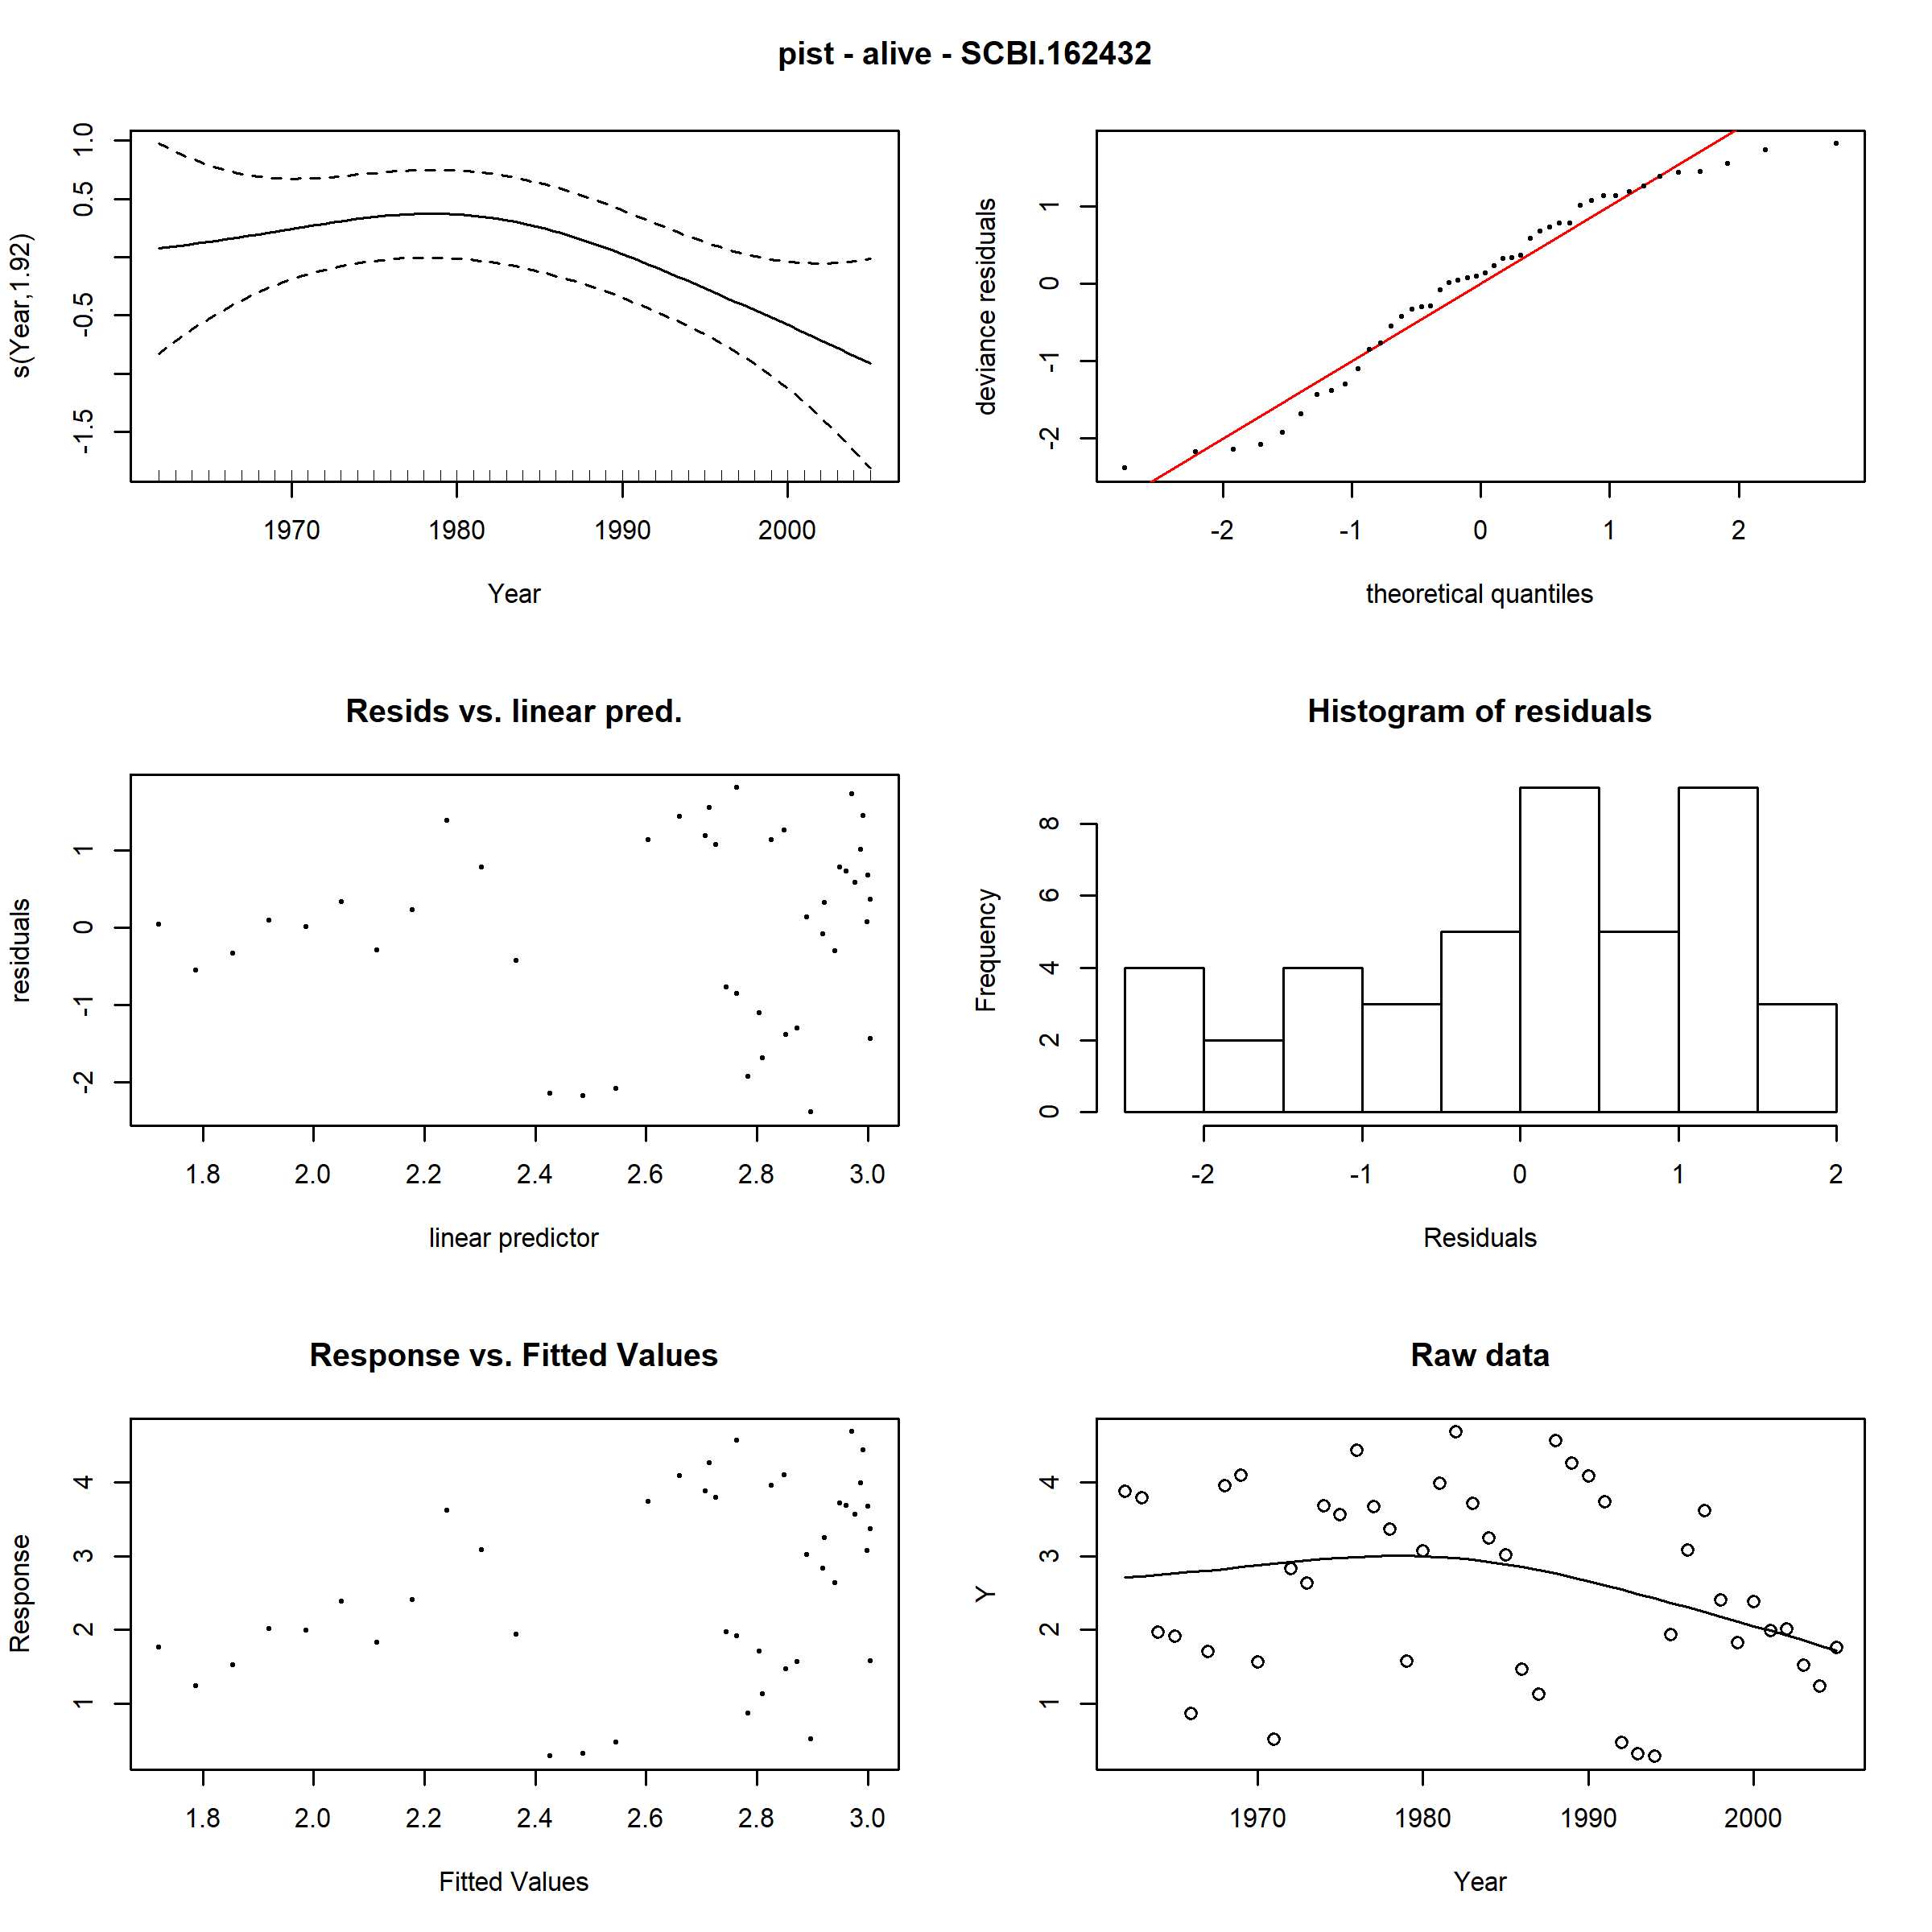 pist - alive - SCBI.162432
s(Year,1.92)
1.0
0.5
-0.5
-1.5
1970 1980 1990 2000
Year
deviance residuals
1
0
-1
-2
-2 -1 0 1 2
theoretical quantiles
Resids vs. linear pred.
residuals
1
0
-1
-2
1.8 2.0 2.2 2.4 2.6 2.8 3.0
linear predictor
Histogram of residuals
Frequency
8
6
4
2
0
-2 -1 0 1 2
Residuals
Response vs. Fitted Values
Response
4
3
2
1
1.8 2.0 2.2 2.4 2.6 2.8 3.0
Fitted Values
Raw data
Y
4
3
2
1
1970 1980 1990 2000
Year